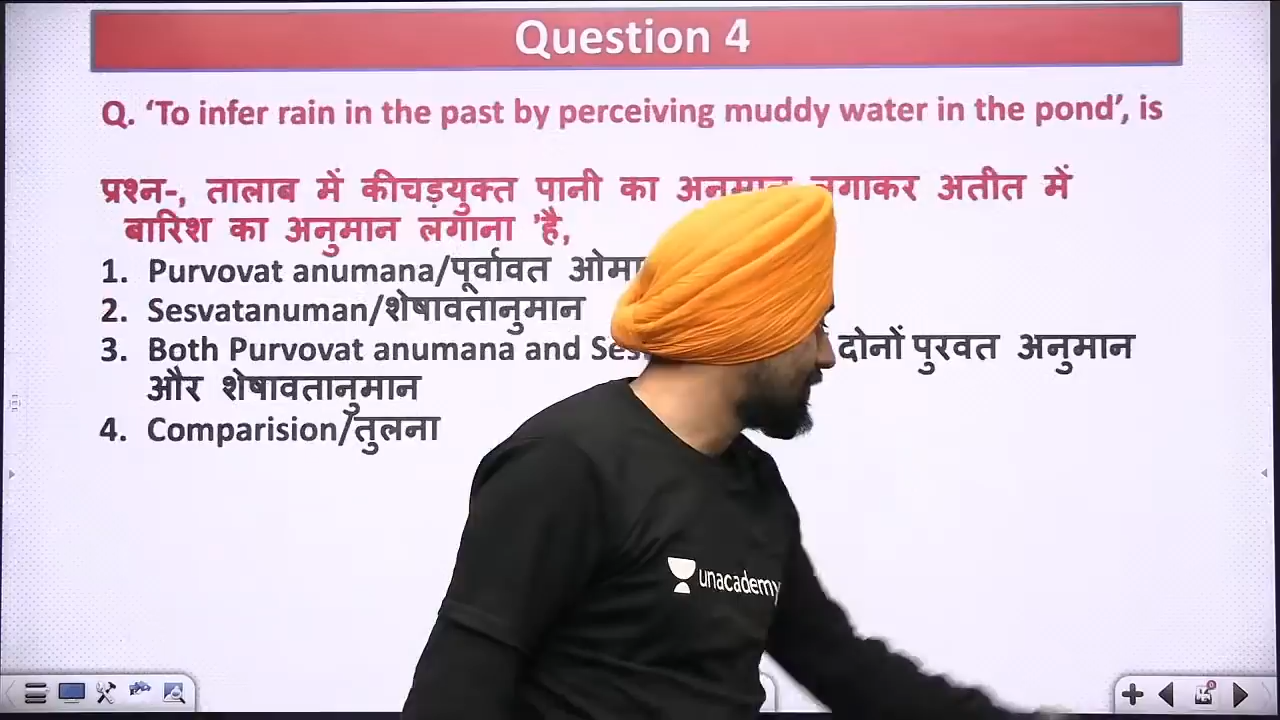 Question 4
Q. ‘To infer rain in the past by perceiving muddy water in the pond’, is
प्रश्न-, तालाब में कीचड़युक्त पानी का लगाकर अतीत में
बारिश का अनुमान लगाना ’है,
1. Purvovat anumana/पूर्वावत
2. Sesvatanuman/शेषावतानुमान
3. Both Purvovat anumana and दोनों पुरवत अनुमान
और शेषावतानुमान
4. Comparision/तुलना
unacademy